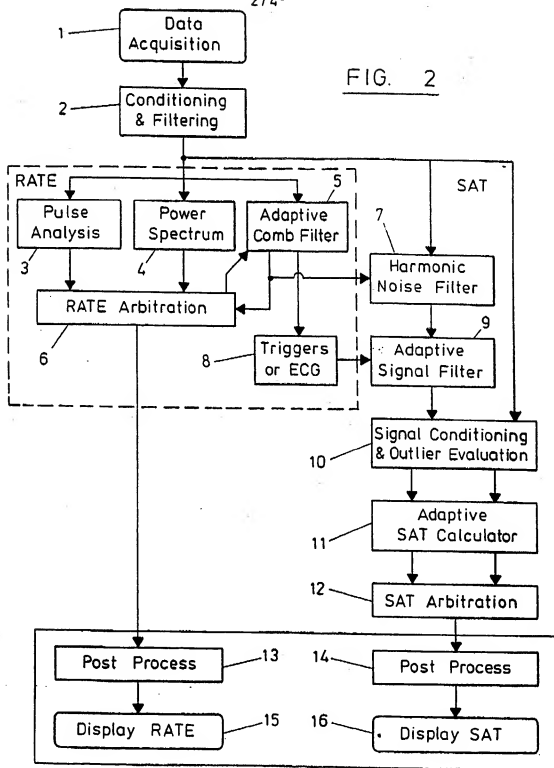 2/4
1
Data
Acquisition
FIG. 2
2
Conditioning
& Filtering
RATE
5
SAT
Pulse
Analysis
3
Power
Spectrum
4
Adaptive
Comb Filter
7
Harmonic
Noise Filter
RATE Arbitration
6
8
Triggers
or ECG
9
Adaptive
Signal Filter
Signal Conditioning
& Outlier Evaluation
10
Adaptive
SAT Calculator
11
12
SAT Arbitration
Post Process
13
14
Post Process
Display RATE
15
16
Display SAT